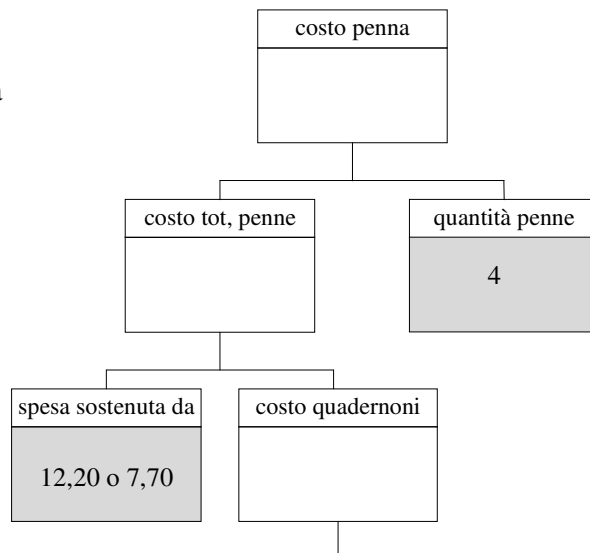 costo penna
a
costo tot, penne
quantità penne
4
spesa sostenuta da
costo quadernoni
12,20 o 7,70